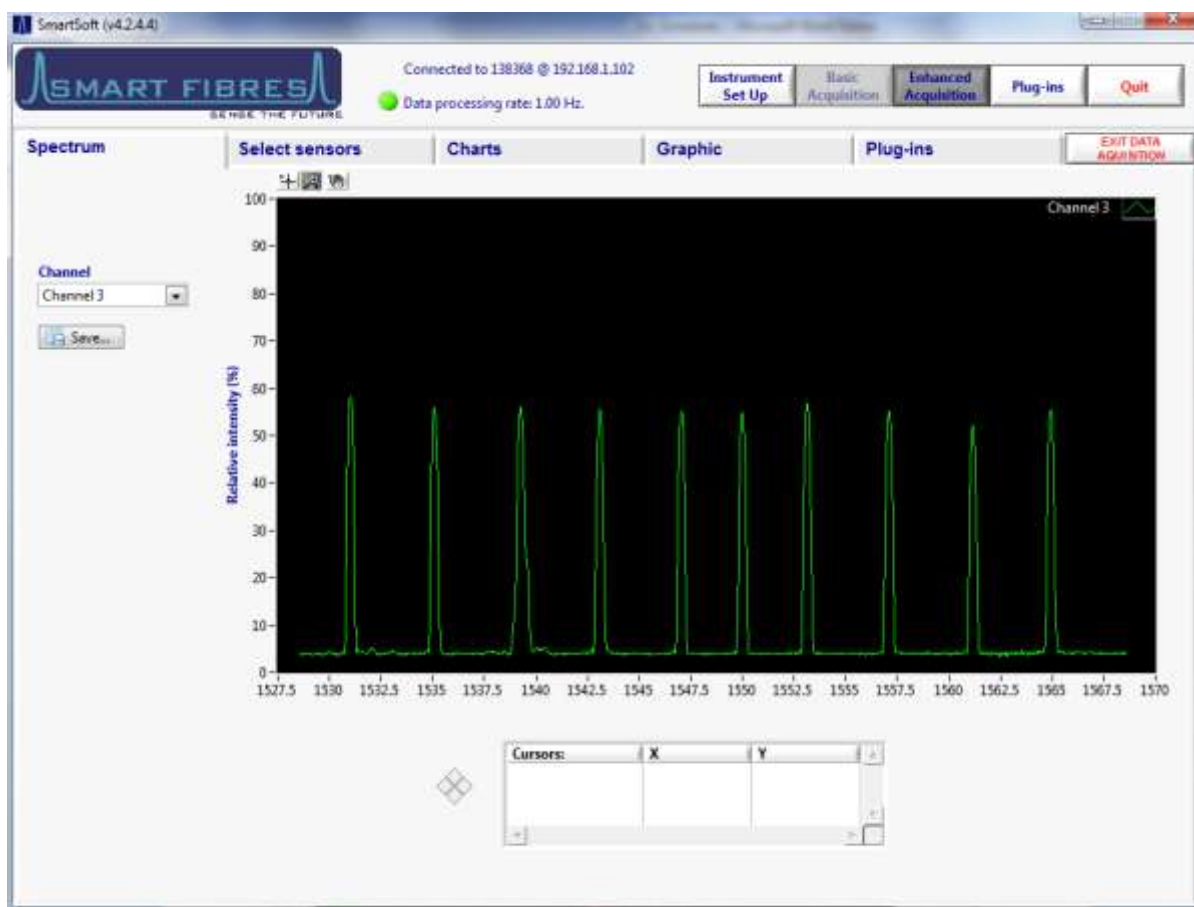 SmartSoft (v4.2.4.4)
SMART FIBRES
SENSE THE FUTURE
Connected to 138368 @ 192.168.1.102
Data processing rate: 1.00 Hz.
Instrument
Set Up
Basic
Acquisition
Enhanced
Acquisition
Plug-ins
Quit
Spectrum
Select sensors
Charts
Graphic
Plug-ins
EXIT DATA
AQUINTION
Channel
Channel 3
Save...
Channel 3
Relative intensity (%)
100
90
80
70
60
50
40
30
20
10
0
1527.5 1530 1532.5 1535 1537.5 1540 1542.5 1545 1547.5 1550 1552.5 1555 1557.5 1560 1562.5 1565 1567.5 1570
Cursors: X Y